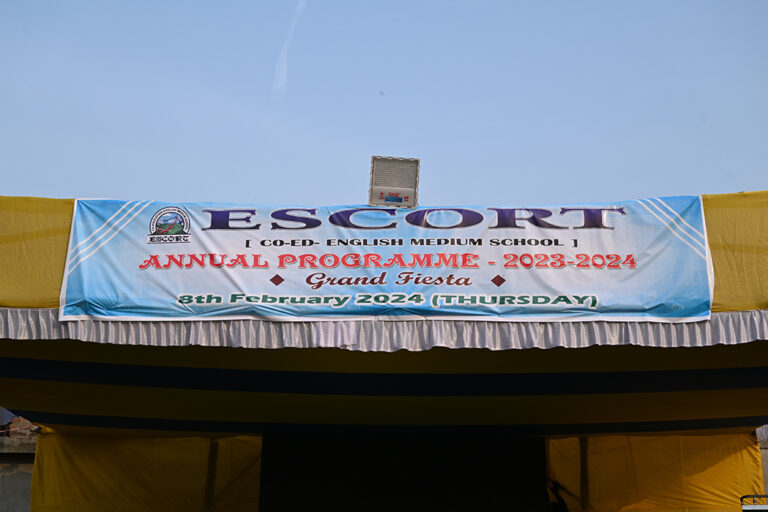 ESCORT
ESCORT
[ CO-ED- ENGLISH MEDIUM SCHOOL ]
ANNUAL PROGRAMME - 2023-2024
Grand Fiesta
8th February 2024 (THURSDAY)